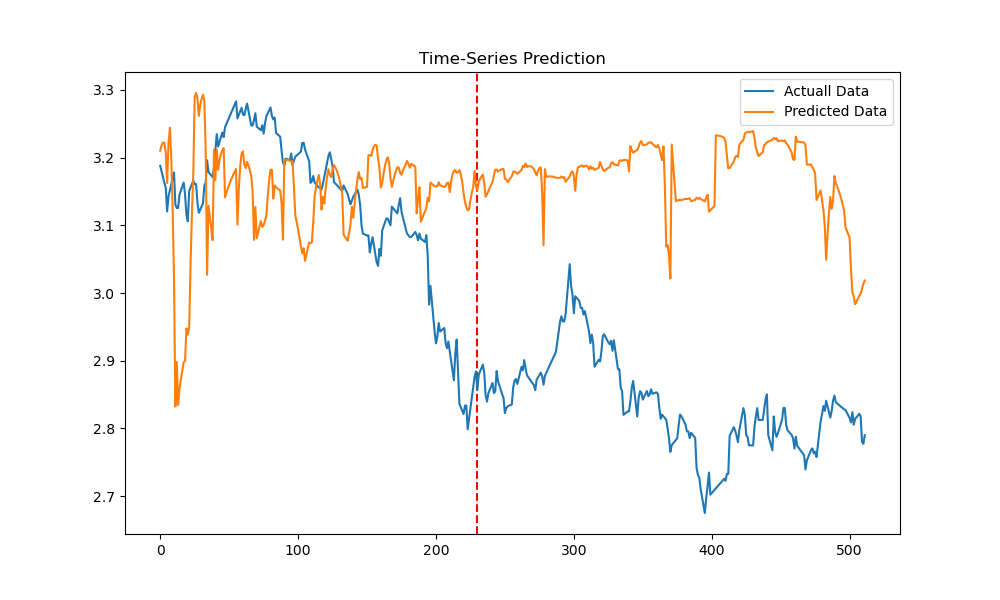 Time-Series Prediction
Actuall Data
Predicted Data
3.3
3.2
3.1
3.0
2.9
2.8
2.7
0 100 200 300 400 500